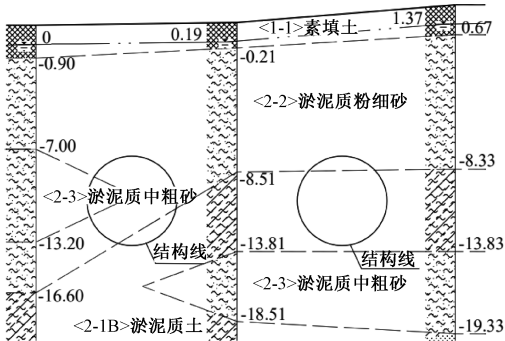 1.37
<1-1>素填土
0 0.19 0.67
-0.90 -0.21
<2-2>淤泥质粉细砂
-7.00 -8.51 -8.33
<2-3>淤泥质中粗砂
-13.20 结构线 -13.81 结构线 -13.83
-16.60 <2-3>淤泥质中粗砂
<2-1B>淤泥质土 -18.51 -19.33